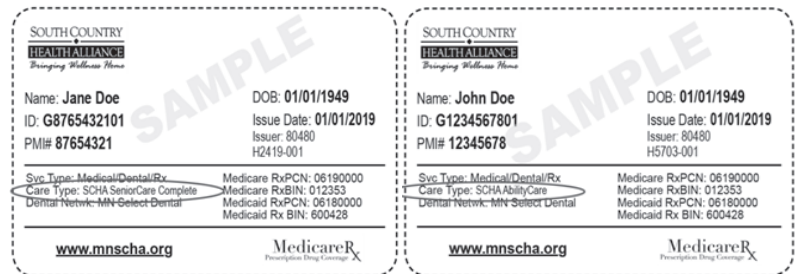 SOUTH COUNTRY
HEALTH ALLIANCE
Bringing Wellness Home
SAMPLE
Name: Jane Doe
DOB: 01/01/1949
ID: G8765432101
Issue Date: 01/01/2019
PMI# 87654321
Issuer: 80480
H2419-001
Svc Type: Medical/Dental/Rx
Medicare RxPCN: 06190000
Care Type: SCHA SeniorCare Complete
Medicare RxBIN: 012353
Dental Netwk: MN Select Dental
Medicaid RxPCN: 06180000
Medicaid Rx BIN: 600428
www.mnscha.org
MedicareRx
Prescription Drug Coverage
SOUTH COUNTRY
HEALTH ALLIANCE
Bringing Wellness Home
SAMPLE
Name: John Doe
DOB: 01/01/1949
ID: G1234567801
Issue Date: 01/01/2019
PMI# 12345678
Issuer: 80480
H5703-001
Svc Type: Medical/Dental/Rx
Medicare RxPCN: 06190000
Care Type: SCHA AbilityCare
Medicare RxBIN: 012353
Dental Netwk: MN Select Dental
Medicaid RxPCN: 06180000
Medicaid Rx BIN: 600428
www.mnscha.org
MedicareRx
Prescription Drug Coverage